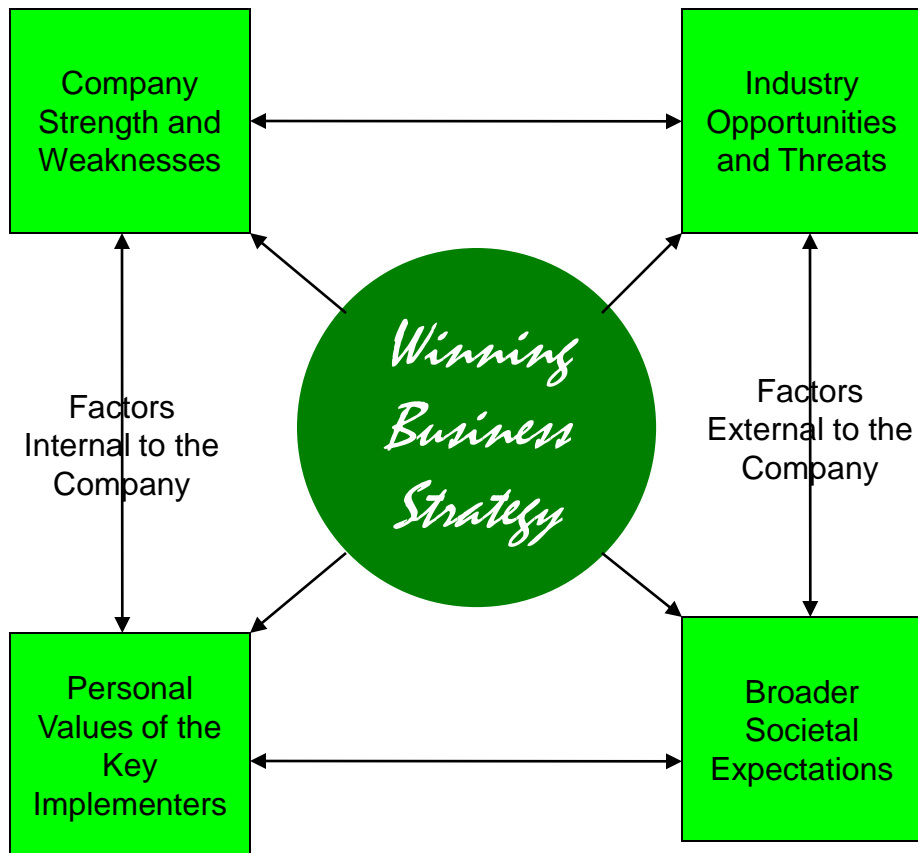 Company
Strength and
Weaknesses
Industry
Opportunities
and Threats
Winning
Business
Strategy
Factors
Internal to the
Company
Factors
External to the
Company
Personal
Values of the
Key
Implementers
Broader
Societal
Expectations